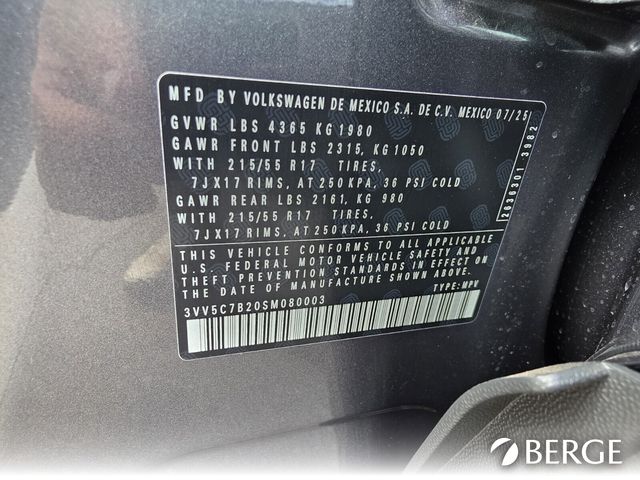 MFD BY VOLKSWAGEN DE MEXICO S.A. DE C.V. MEXICO 07/25
GVWR LBS 4365 KG 1980
GAWR FRONT LBS 2315, KG 1050
WITH 215/55 R17 TIRES,
7JX17 RIMS, AT 250 KPA, 36 PSI COLD
GAWR REAR LBS 2161, KG 980
WITH 215/55 R17 TIRES,
7JX17 RIMS, AT 250 KPA, 36 PSI COLD
THIS VEHICLE CONFORMS TO ALL APPLICABLE
U.S. FEDERAL MOTOR VEHICLE SAFETY AND
THEFT PREVENTION STANDARDS IN EFFECT ON
THE DATE OF MANUFACTURE SHOWN ABOVE.
3VV5C7B20SM080003 TYPE: MPV
2636301 3982
BERGE